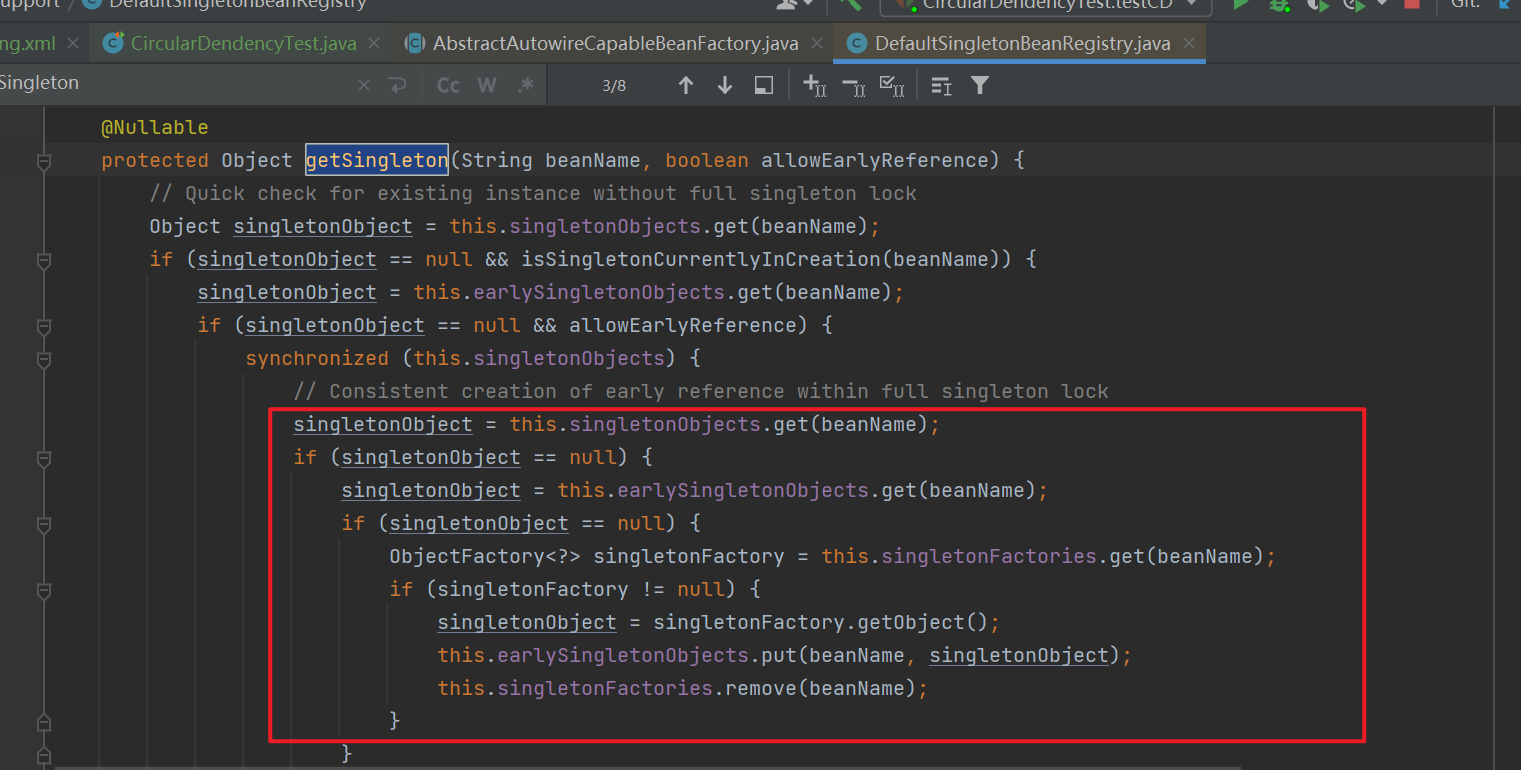 upport / DefaultSingletonBeanRegistry
CircularDendencyTest.testCD
Git:
ng.xml
CircularDendencyTest.java
AbstractAutowireCapableBeanFactory.java
DefaultSingletonBeanRegistry.java
Singleton
Cc
W
.*
3/8
@Nullable
protected Object getSingleton(String beanName, boolean allowEarlyReference) {
// Quick check for existing instance without full singleton lock
Object singletonObject = this.singletonObjects.get(beanName);
if (singletonObject == null && isSingletonCurrentlyInCreation(beanName)) {
singletonObject = this.earlySingletonObjects.get(beanName);
if (singletonObject == null && allowEarlyReference) {
synchronized (this.singletonObjects) {
// Consistent creation of early reference within full singleton lock
singletonObject = this.singletonObjects.get(beanName);
if (singletonObject == null) {
singletonObject = this.earlySingletonObjects.get(beanName);
if (singletonObject == null) {
ObjectFactory<?> singletonFactory = this.singletonFactories.get(beanName);
if (singletonFactory != null) {
singletonObject = singletonFactory.getObject();
this.earlySingletonObjects.put(beanName, singletonObject);
this.singletonFactories.remove(beanName);
}
}